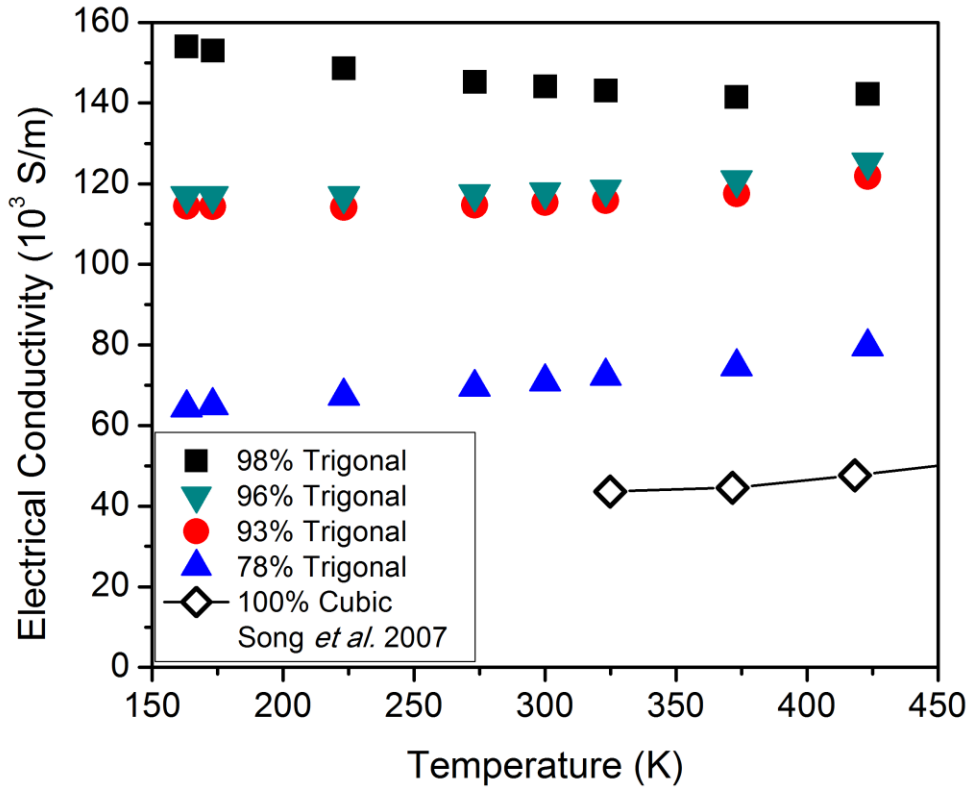 160
140
120
100
80
60
40
20
0
Electrical Conductivity (10³ S/m)
98% Trigonal
96% Trigonal
93% Trigonal
78% Trigonal
100% Cubic
Song et al. 2007
150 200 250 300 350 400 450
Temperature (K)